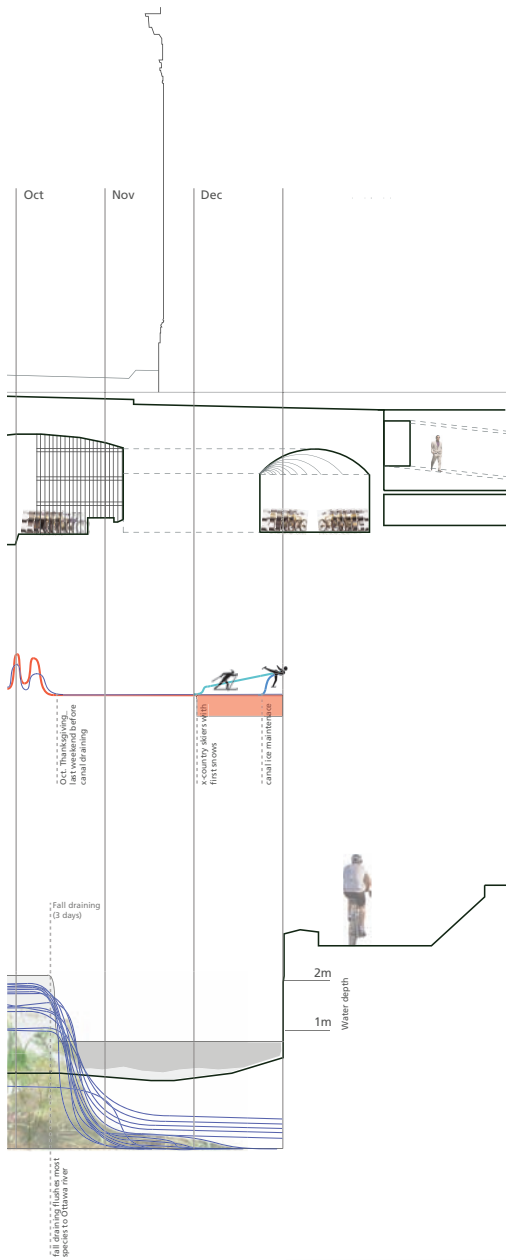 Oct
Nov
Dec
Oct. Thanksgiving_
last weekend before
canal draining
x-country skiers with
first snows
canal ice maintenace
Fall draining
(3 days)
2m
1m
Water depth
fall draining flushes most
species to Ottawa river